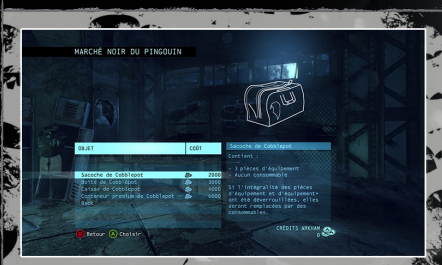 MARCHÉ NOIR DU PINGOUIN
OBJET COÛT
Sacoche de Cobblepot 2000
Boîte de Cobblepot 3000
Caisse de Cobblepot 4000
Conteneur premium de Cobblepot 6000
Back
Sacoche de Cobblepot
Contient :
- 3 pièces d'équipement
- Aucun consommable
Si l'intégralité des pièces
d'équipement et d'équipement+
ont été déverrouillées, elles
seront remplacées par des
consommables.
CRÉDITS ARKHAM
0
B Retour A Choisir